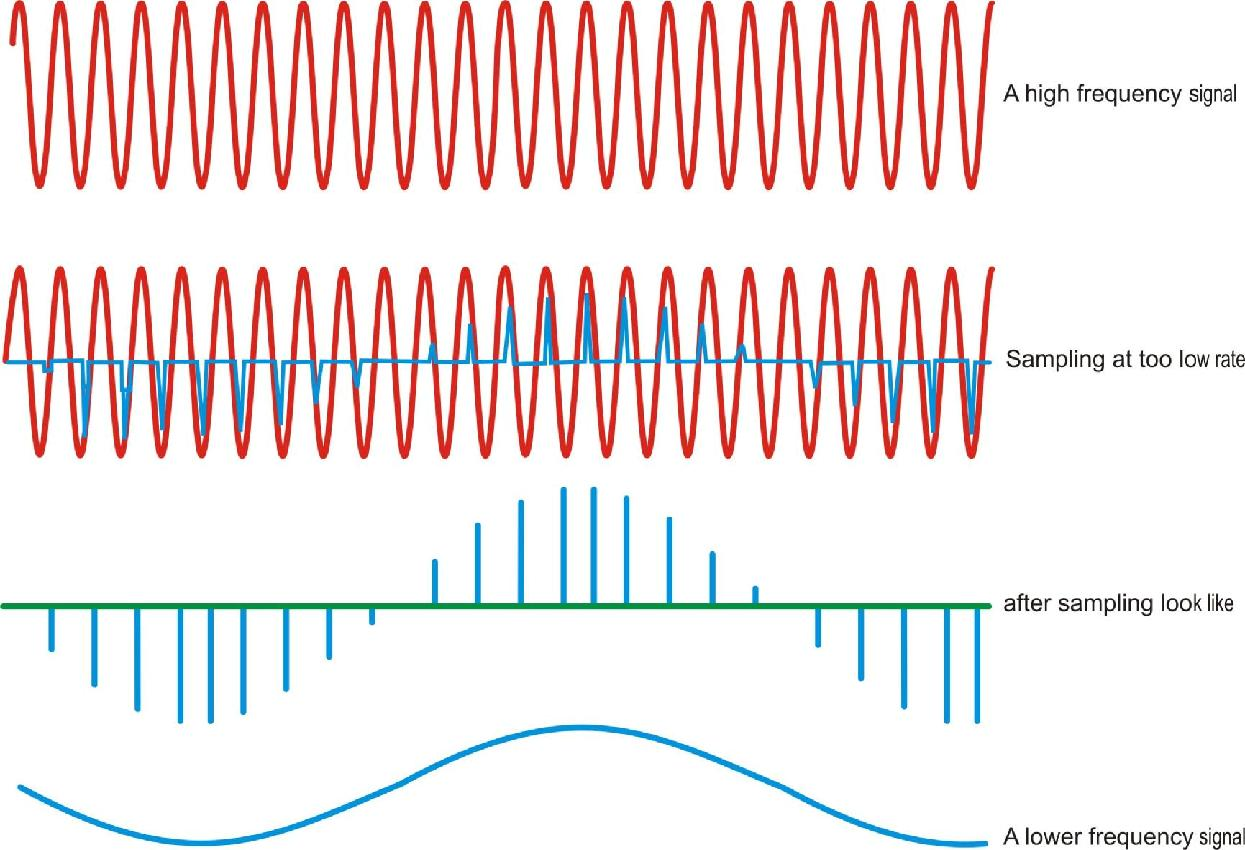 A high frequency signal
Sampling at too low rate
after sampling look like
A lower frequency signal